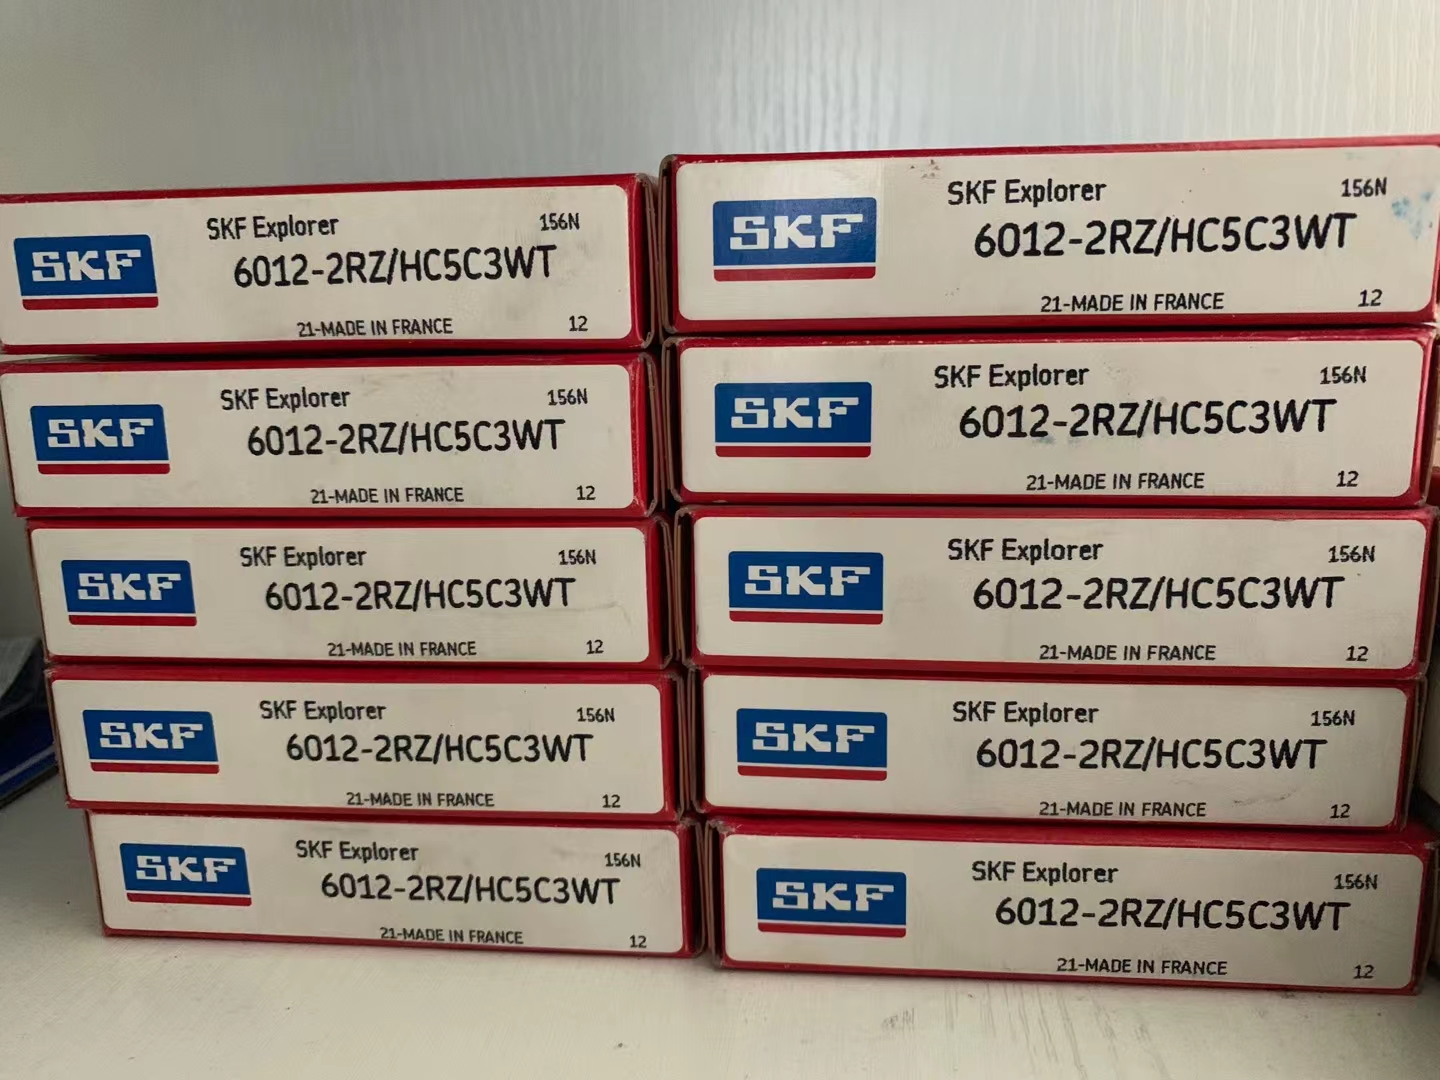 SKF
SKF Explorer
156N
6012-2RZ/HC5C3WT
21-MADE IN FRANCE
12
SKF
SKF Explorer
156N
6012-2RZ/HC5C3WT
21-MADE IN FRANCE
12
SKF
SKF Explorer
156N
6012-2RZ/HC5C3WT
21-MADE IN FRANCE
12
SKF
SKF Explorer
156N
6012-2RZ/HC5C3WT
21-MADE IN FRANCE
12
SKF
SKF Explorer
156N
6012-2RZ/HC5C3WT
21-MADE IN FRANCE
12
SKF
SKF Explorer
156N
6012-2RZ/HC5C3WT
21-MADE IN FRANCE
12
SKF
SKF Explorer
156N
6012-2RZ/HC5C3WT
21-MADE IN FRANCE
12
SKF
SKF Explorer
156N
6012-2RZ/HC5C3WT
21-MADE IN FRANCE
12
SKF
SKF Explorer
156N
6012-2RZ/HC5C3WT
21-MADE IN FRANCE
12
SKF
SKF Explorer
156N
6012-2RZ/HC5C3WT
21-MADE IN FRANCE
12